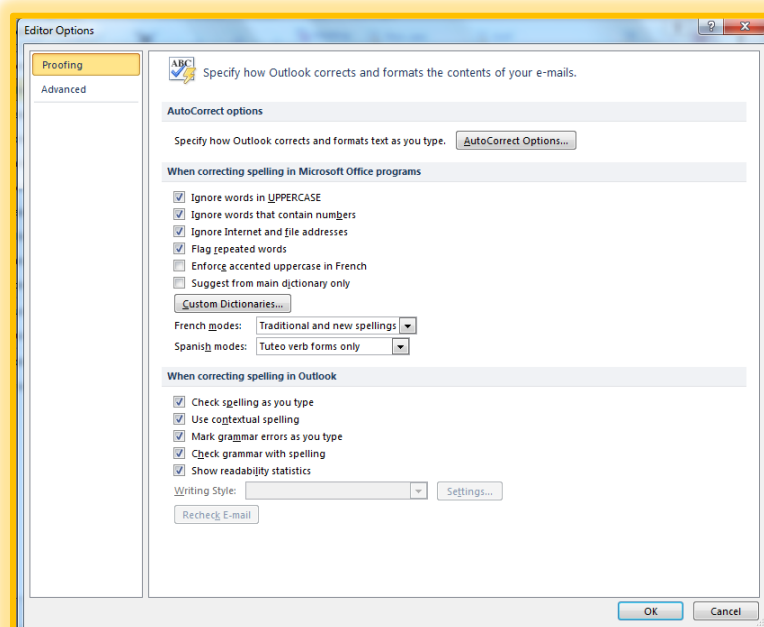 Editor Options
?
Proofing
Advanced
ABC
Specify how Outlook corrects and formats the contents of your e-mails.
AutoCorrect options
Specify how Outlook corrects and formats text as you type. AutoCorrect Options...
When correcting spelling in Microsoft Office programs
Ignore words in UPPERCASE
Ignore words that contain numbers
Ignore Internet and file addresses
Flag repeated words
Enforce accented uppercase in French
Suggest from main dictionary only
Custom Dictionaries...
French modes: Traditional and new spellings
Spanish modes: Tuteo verb forms only
When correcting spelling in Outlook
Check spelling as you type
Use contextual spelling
Mark grammar errors as you type
Check grammar with spelling
Show readability statistics
Writing Style: Settings...
Recheck E-mail
OK Cancel